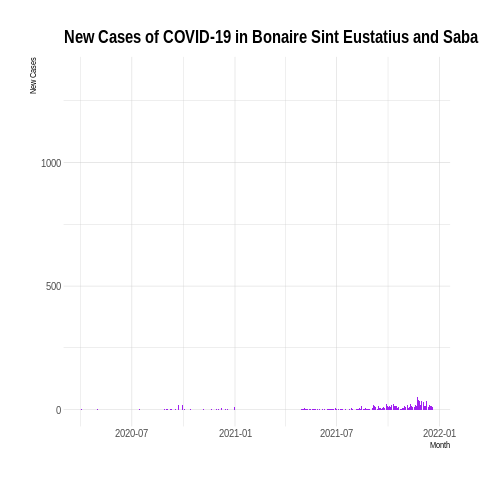 New Cases of COVID-19 in Bonaire Sint Eustatius and Saba
New Cases
1000
500
0
2020-07 2021-01 2021-07 2022-01
Month